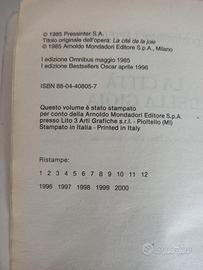 © 1985 Pressinter S.A.
Titolo originale dell'opera: La cité de la joie
© 1985 Arnoldo Mondadori Editore S.p.A., Milano
I edizione Omnibus maggio 1985
I edizione Bestsellers Oscar aprile 1996
ISBN 88-04-40805-7
Questo volume è stato stampato
per conto della Arnoldo Mondadori Editore S.p.A.
presso Lito 3 Arti Grafiche s.r.l. - Pioltello (MI)
Stampato in Italia - Printed in Italy
Ristampe:
1 2 3 4 5 6 7 8 9 10 11 12
1996 1997 1998 1999 2000
subito